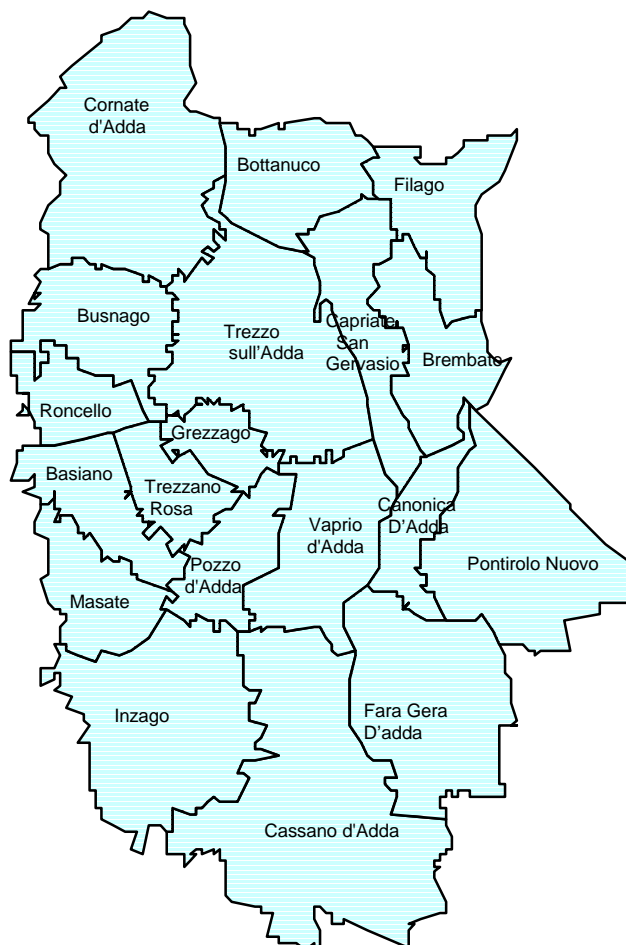 Cornate
d'Adda
Bottanuco
Filago
Busnago
Trezzo
sull'Adda
Capriate
San
Gervasio
Brembate
Roncello
Grezzago
Basiano
Trezzano
Rosa
Vaprio
d'Adda
Canonica
D'Adda
Pozzo
d'Adda
Pontirolo Nuovo
Masate
Inzago
Fara Gera
D'adda
Cassano d'Adda